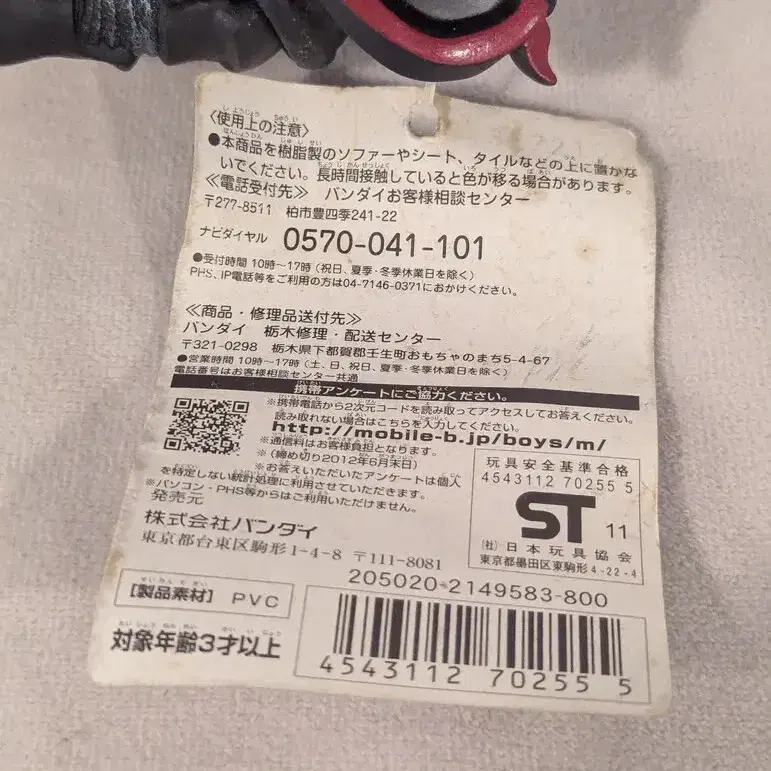 〈使用上の注意〉
●本商品を樹脂製のソファーやシート、タイルなどの上に置かな
いでください。長時間接触していると色が移る場合があります。
≪電話受付先≫ バンダイお客様相談センター
〒277-8511 柏市豊四季241-22
ナビダイヤル 0570-041-101
●受付時間 10時~17時(祝日、夏季・冬季休業日を除く)
PHS、IP電話等をご利用の方は04-7146-0371におかけください。
≪商品・修理品送付先≫
バンダイ 栃木修理・配送センター
〒321-0298 栃木県下都賀郡壬生町おもちゃのまち5-4-67
●営業時間 10時~17時(土、日、祝日、夏季・冬季休業日を除く)
電話番号はお客様相談センター共通
携帯アンケートにご協力ください。
※携帯電話から2次元コードを読み取ってアクセスしてお答えください。
読み取れない場合はこちらを入力してください。
http://mobile-b.jp/boys/m/
※通信料はお客様負担となります。
※(締め切り2012年6月末日)
※お答えいただいたアンケートは個人
を特定しない統計処理に利用させていただきます。
※パソコン・PHS等からはご利用いただけません。
発売元
株式会社バンダイ
東京都台東区駒形1-4-8 〒111-8081
玩具安全基準合格
4543112 70255 5
ST 11
(社)日本玩具協会
東京都墨田区東駒形4-22-4
205020-2149583-800
[製品素材] PVC
対象年齢3才以上
4543112 70255 5